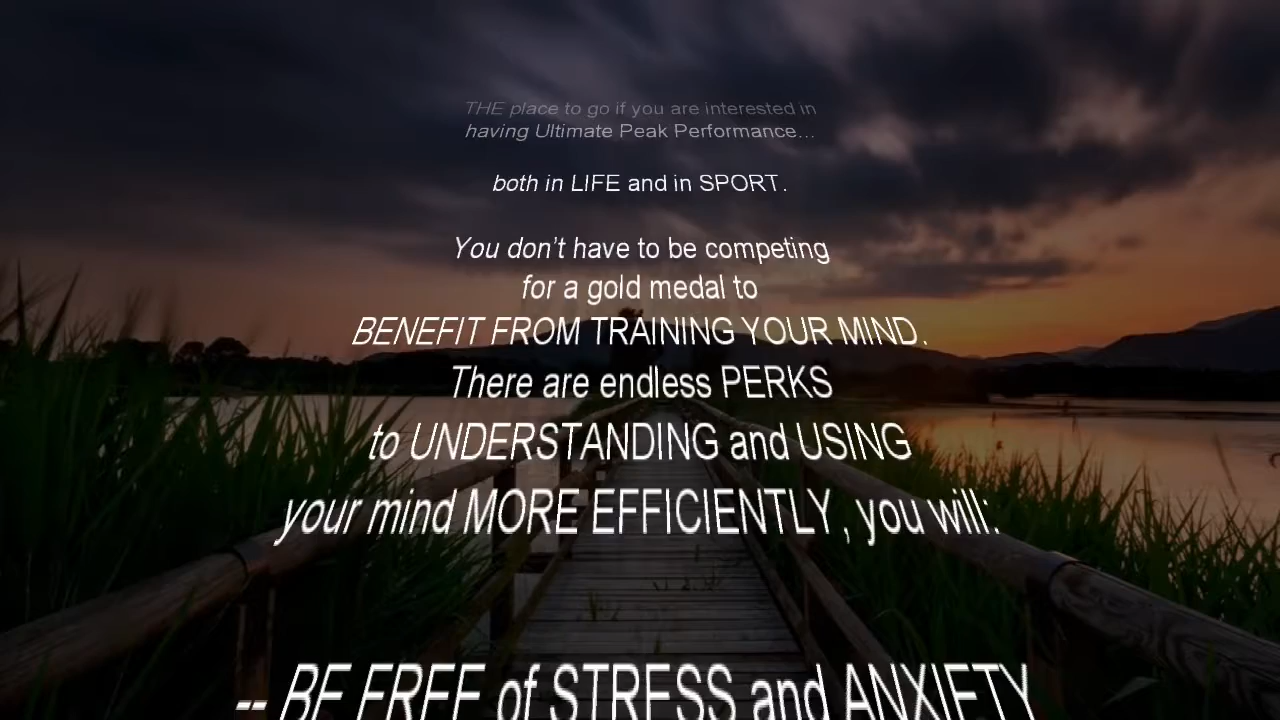 THE place to go if you are interested in
having Ultimate Peak Performance...
both in LIFE and in SPORT.
You don't have to be competing
for a gold medal to
BENEFIT FROM TRAINING YOUR MIND.
There are endless PERKS
to UNDERSTANDING and USING
your mind MORE EFFICIENTLY, you will:
-- BE FREE of STRESS and ANXIETY